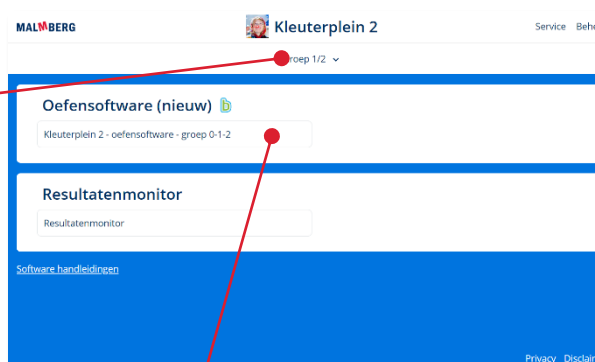 MALMBERG
Kleuterplein 2
Service
roep 1/2
Oefensoftware (nieuw)
Kleuterplein 2 - oefensoftware - groep 0-1-2
Resultatenmonitor
Resultatenmonitor
Software handleidingen
Privacy